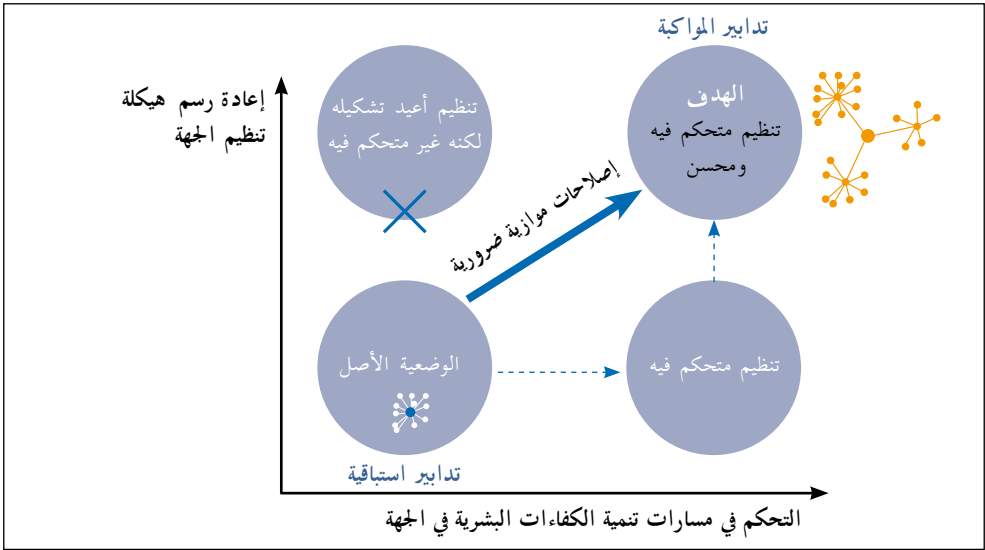 تدابير المواكبة
إعادة رسم هيكلة
تنظيم الجهة
الهدف
تنظيم متحكم فيه
ومحسن
تنظيم أعيد تشكيله
لكنه غير متحكم فيه
إصلاحات موازية ضرورية
تنظيم متحكم فيه
الوضعية الأصل
تدابير استباقية
التحكم في مسارات تنمية الكفاءات البشرية في الجهة